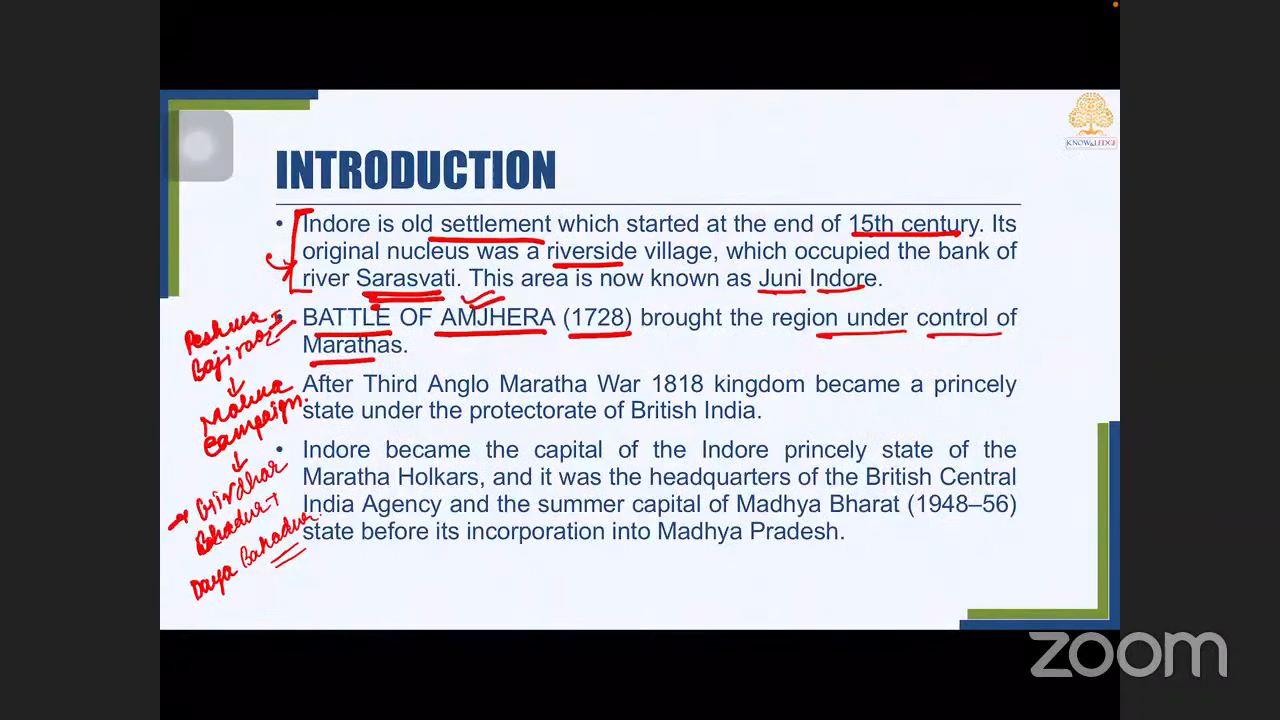 KNOWLEDGE
INTRODUCTION
• Indore is old settlement which started at the end of 15th century. Its
original nucleus was a riverside village, which occupied the bank of
river Sarasvati. This area is now known as Juni Indore.
• BATTLE OF AMJHERA (1728) brought the region under control of
Marathas.
After Third Anglo Maratha War 1818 kingdom became a princely
state under the protectorate of British India.
• Indore became the capital of the Indore princely state of the
Maratha Holkars, and it was the headquarters of the British Central
India Agency and the summer capital of Madhya Bharat (1948–56)
state before its incorporation into Madhya Pradesh.
Peshwa
Bajirao I
↓
Malwa
Campaign.
↓
→ Girdhar
Bhadur +
Daya Bahadur
zoom